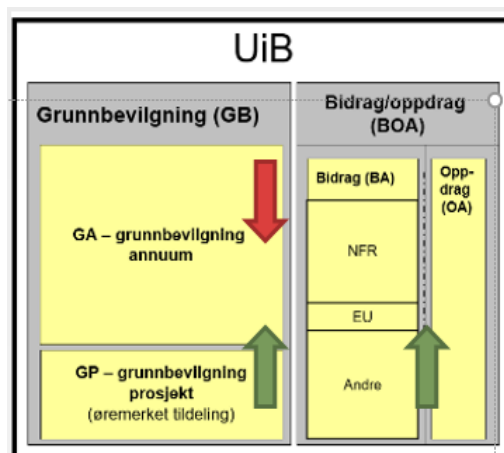 UiB
Grunnbevilgning (GB)
GA – grunnbevilgning
annuum
GP – grunnbevilgning
prosjekt
(øremerket tildeling)
Bidrag/oppdrag
(BOA)
Bidrag (BA)
NFR
EU
Andre
Opp-
drag
(OA)